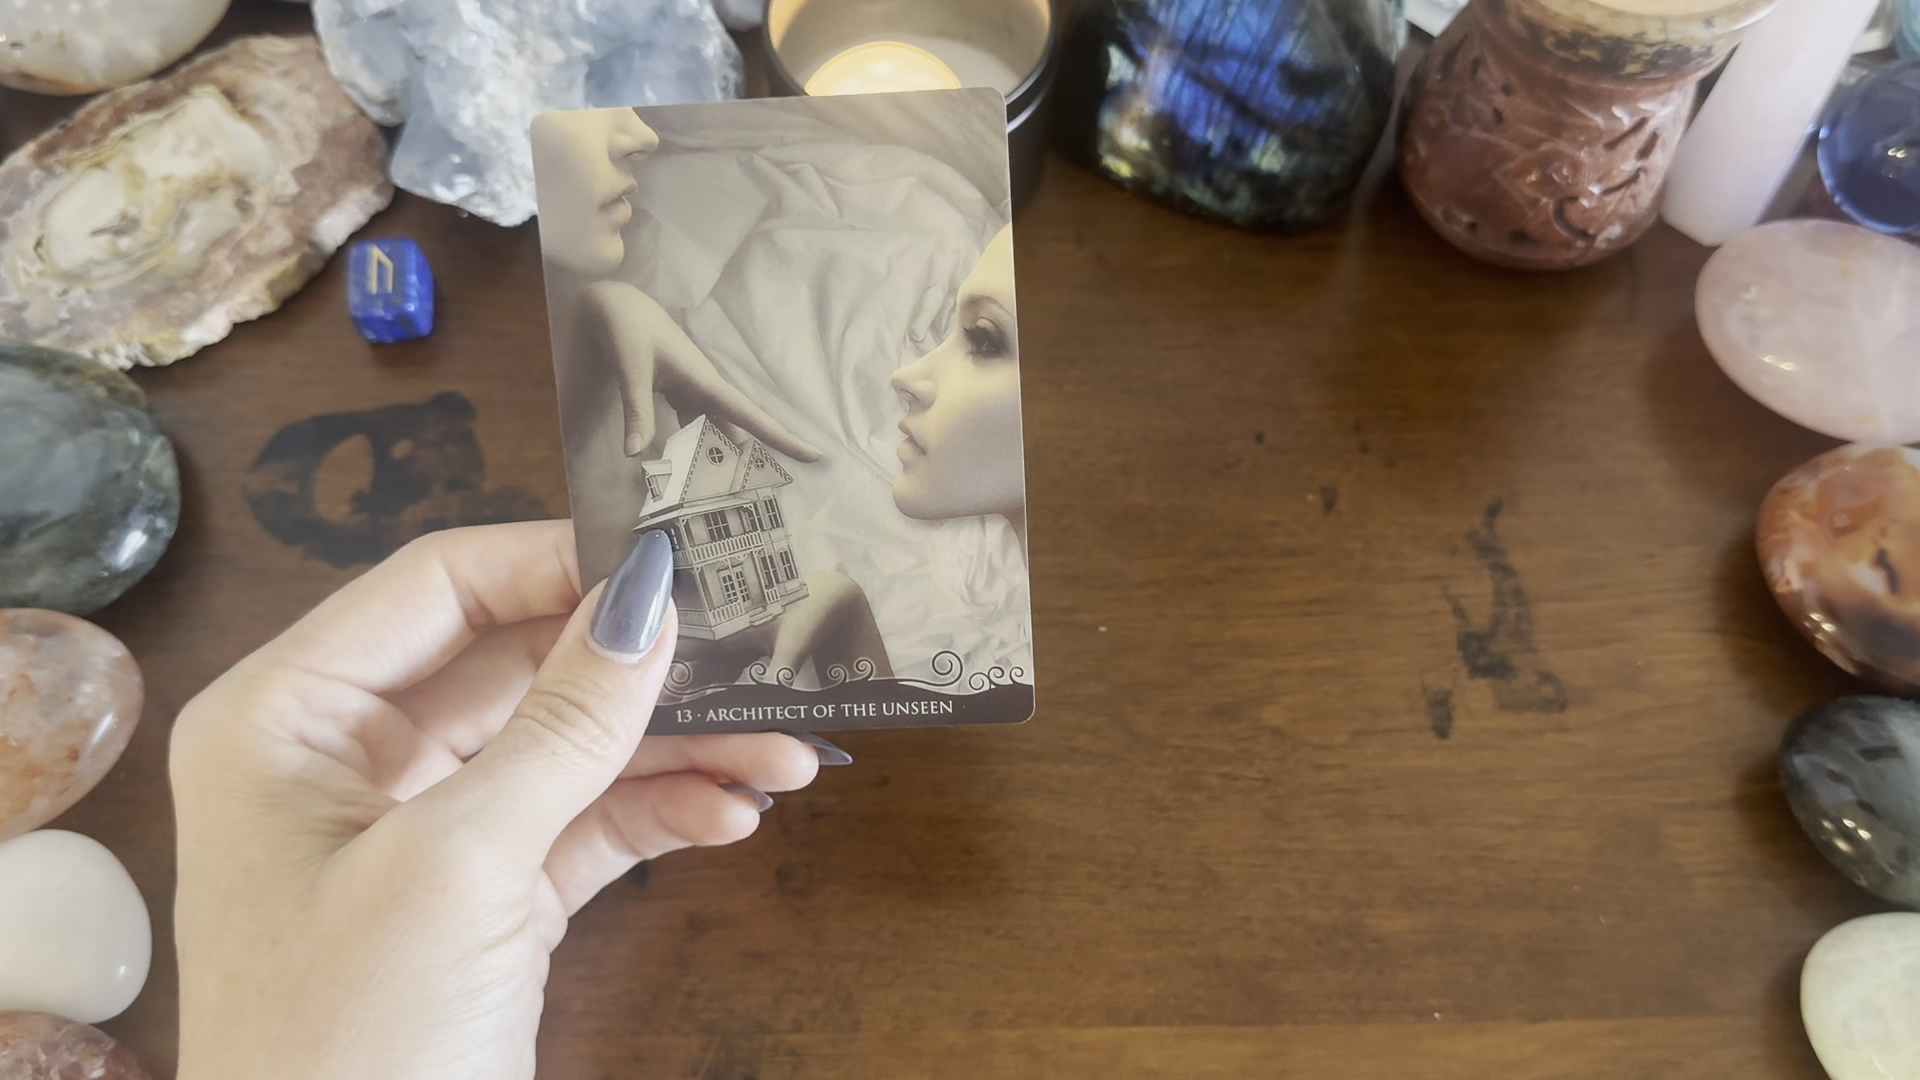 ᚢ
13 · ARCHITECT OF THE UNSEEN